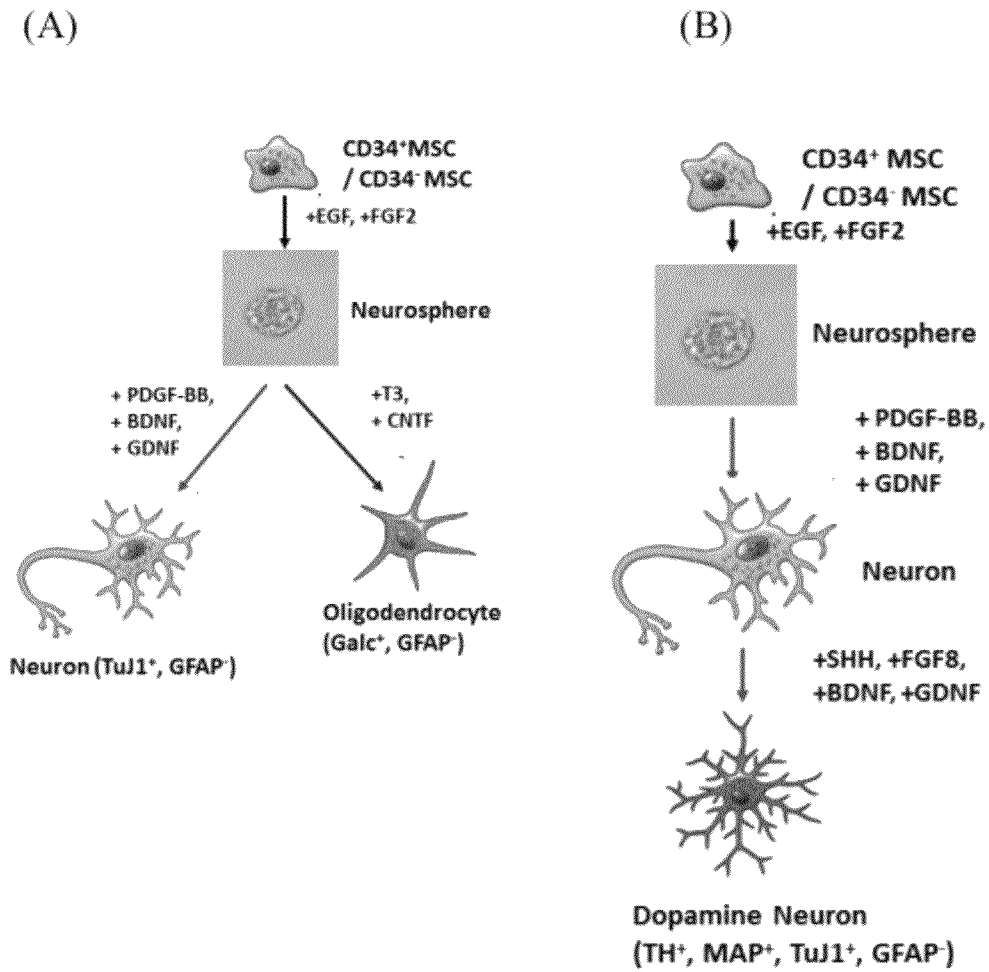 (A)
CD34⁺MSC
/ CD34⁻ MSC
+EGF, +FGF2
Neurosphere
+ PDGF-BB,
+ BDNF,
+ GDNF
+T3,
+ CNTF
Oligodendrocyte
(Galc⁺, GFAP⁻)
Neuron (TuJ1⁺, GFAP⁻)
(B)
CD34⁺ MSC
/ CD34⁻ MSC
+EGF, +FGF2
Neurosphere
+ PDGF-BB,
+ BDNF,
+ GDNF
Neuron
+SHH, +FGF8,
+BDNF, +GDNF
Dopamine Neuron
(TH⁺, MAP⁺, TuJ1⁺, GFAP⁻)